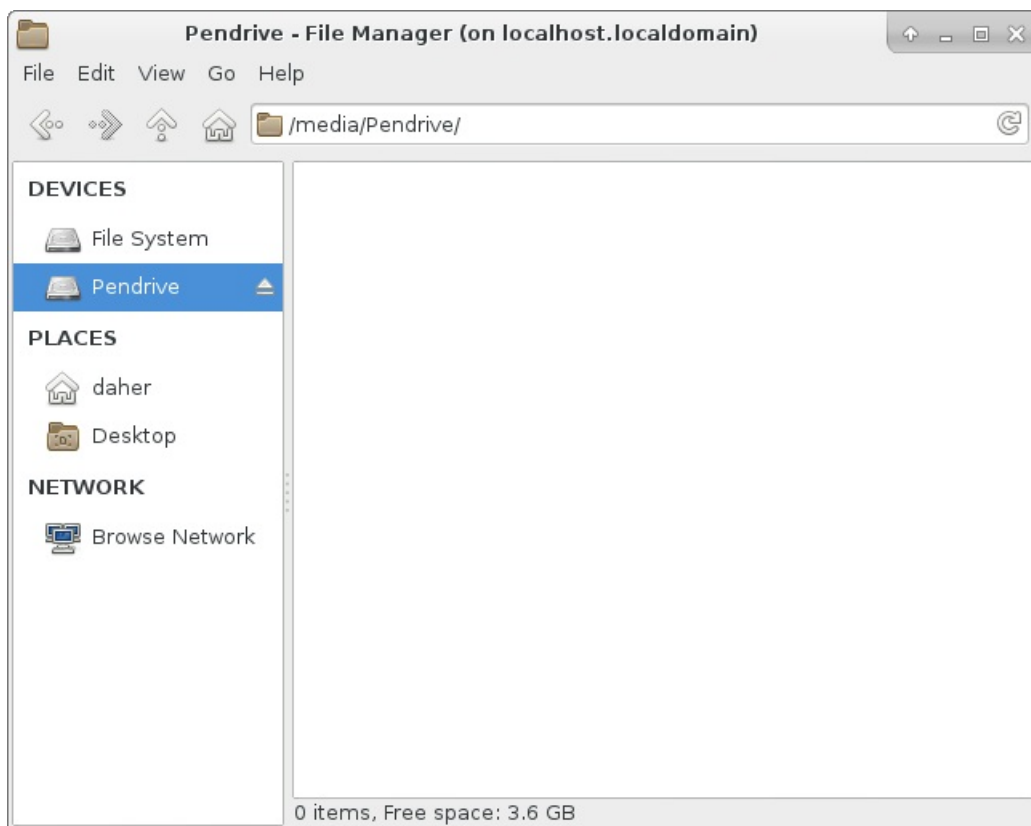 Pendrive - File Manager (on localhost.localdomain)
File Edit View Go Help
/media/Pendrive/
DEVICES
File System
Pendrive
PLACES
daher
Desktop
NETWORK
Browse Network
0 items, Free space: 3.6 GB